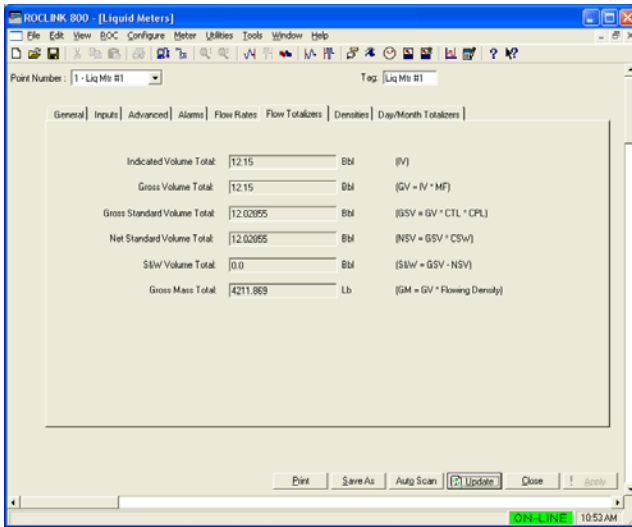 ROCLINK 800 - [Liquid Meters]
File Edit View ROC Configure Meter Utilities Tools Window Help
Point Number : 1 - Liq Mtr #1 Tag: Liq Mtr #1
General Inputs Advanced Alarms Flow Rates Flow Totalizers Densities Day/Month Totalizers
Indicated Volume Total: 12.15 Bbl (IV)
Gross Volume Total: 12.15 Bbl (GV = IV * MF)
Gross Standard Volume Total: 12.02855 Bbl (GSV = GV * CTL * CPL)
Net Standard Volume Total: 12.02855 Bbl (NSV = GSV * CSW)
S&W Volume Total: 0.0 Bbl (S&W = GSV - NSV)
Gross Mass Total: 4211.869 Lb (GM = GV * Flowing Density)
Print Save As Auto Scan Update Close ! Apply
ON-LINE 10:53 AM